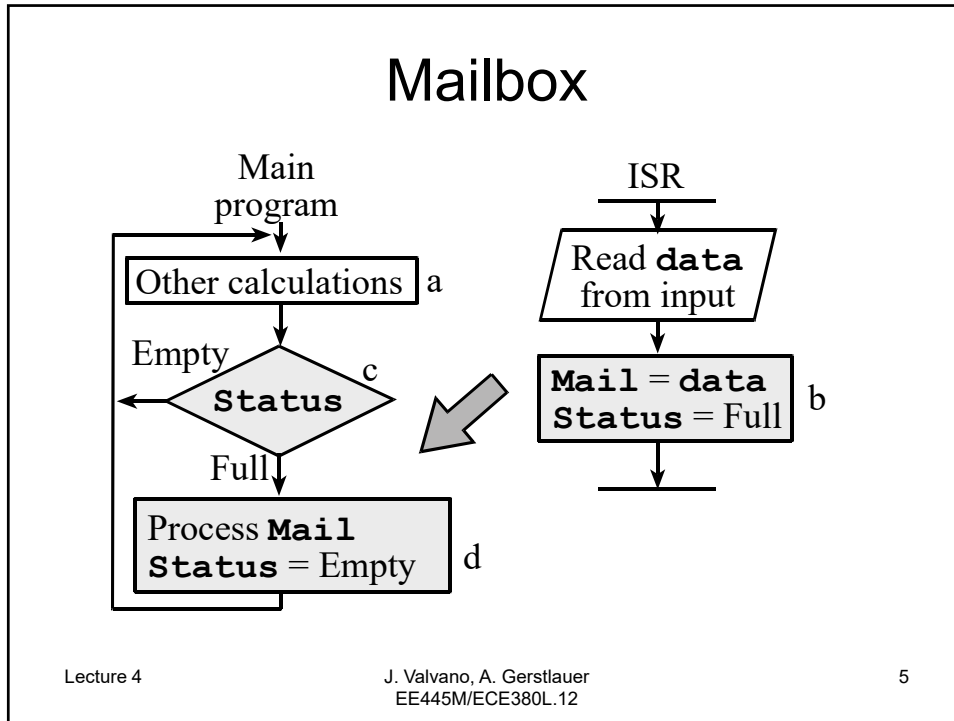 Mailbox
Main
program
Other calculations a
Empty
c
Status
Full
Process Mail
Status = Empty d
ISR
Read data
from input
Mail = data
Status = Full b
Lecture 4
J. Valvano, A. Gerstlauer
EE445M/ECE380L.12
5